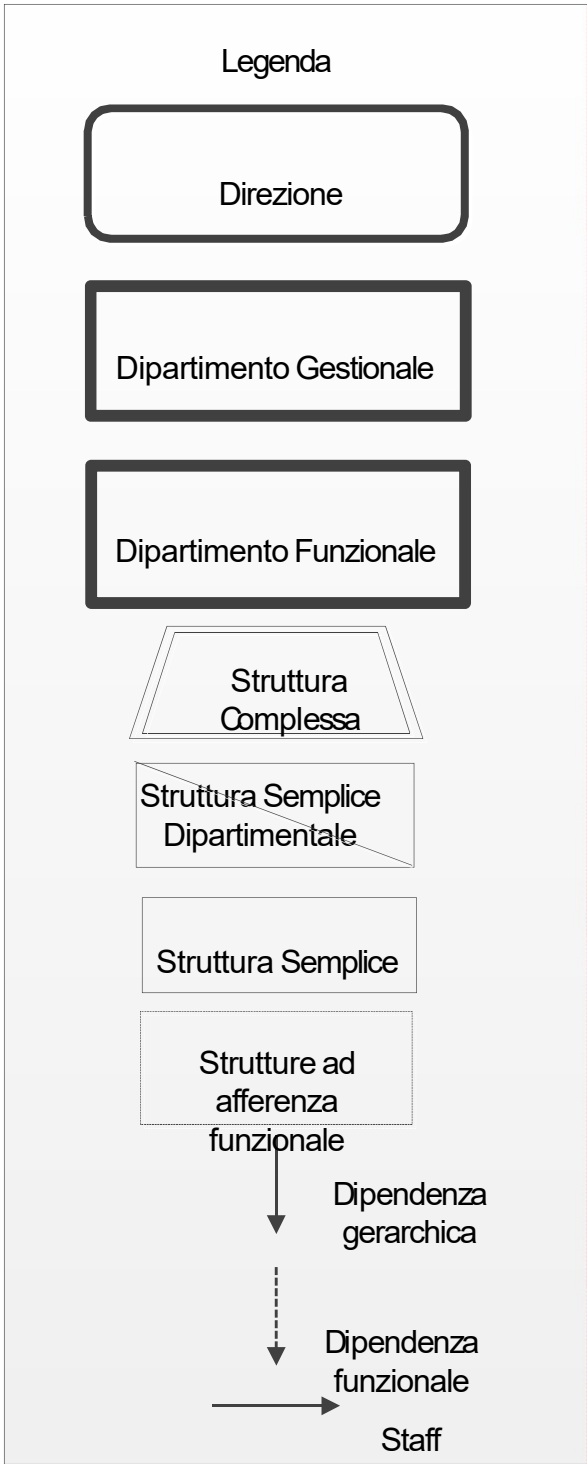 Legenda
Direzione
Dipartimento Gestionale
Dipartimento Funzionale
Struttura
Complessa
Struttura Semplice
Dipartimentale
Struttura Semplice
Strutture ad
afferenza
funzionale
Dipendenza
gerarchica
Dipendenza
funzionale
Staff